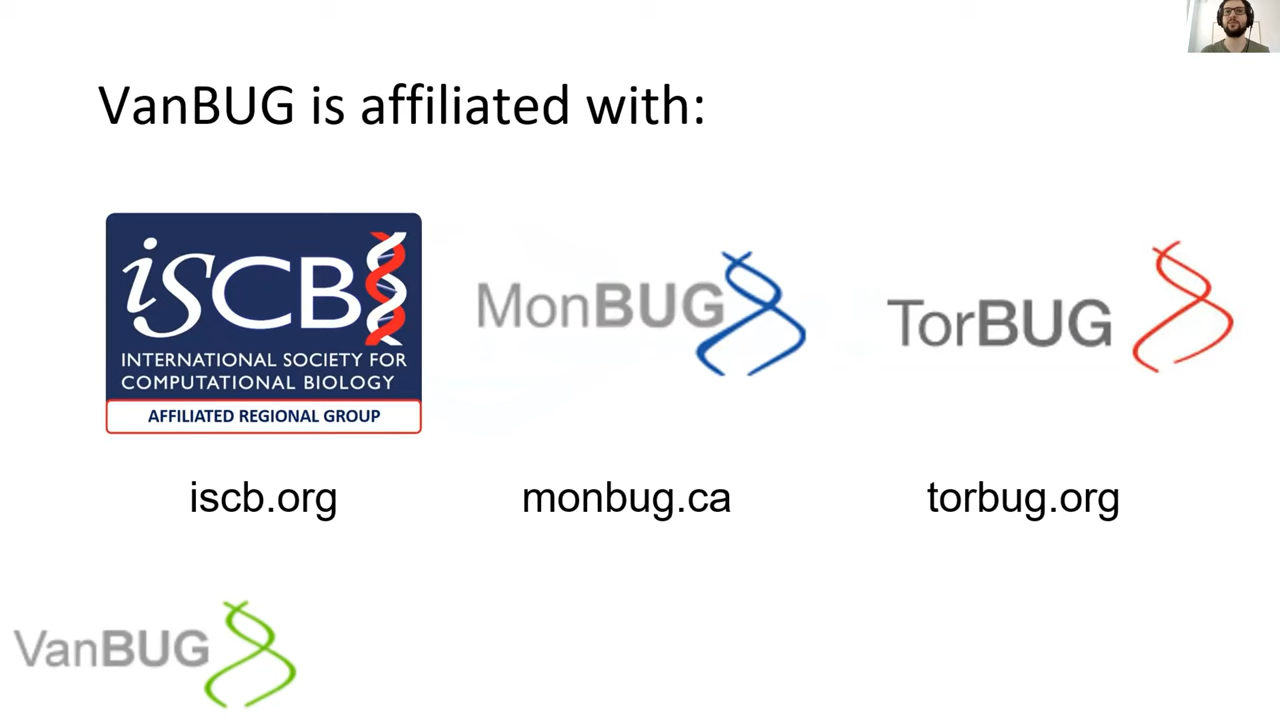 VanBUG is affiliated with:
iSCB
INTERNATIONAL SOCIETY FOR
COMPUTATIONAL BIOLOGY
AFFILIATED REGIONAL GROUP
MonBUG
TorBUG
iscb.org
monbug.ca
torbug.org
VanBUG